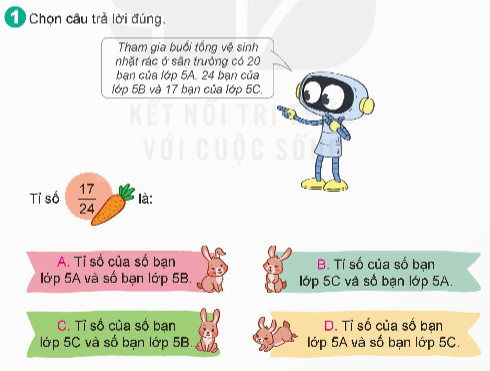 1 Chọn câu trả lời đúng.
Tham gia buổi tổng vệ sinh
nhặt rác ở sân trường có 20
bạn của lớp 5A, 24 bạn của
lớp 5B và 17 bạn của lớp 5C.
KẾT NỐI TRI
VỚI CUỘC SỐ
Tỉ số 17/24 là:
A. Tỉ số của số bạn
lớp 5A và số bạn lớp 5B.
B. Tỉ số của số bạn
lớp 5C và số bạn lớp 5A.
C. Tỉ số của số bạn
lớp 5C và số bạn lớp 5B.
D. Tỉ số của số bạn
lớp 5A và số bạn lớp 5C.